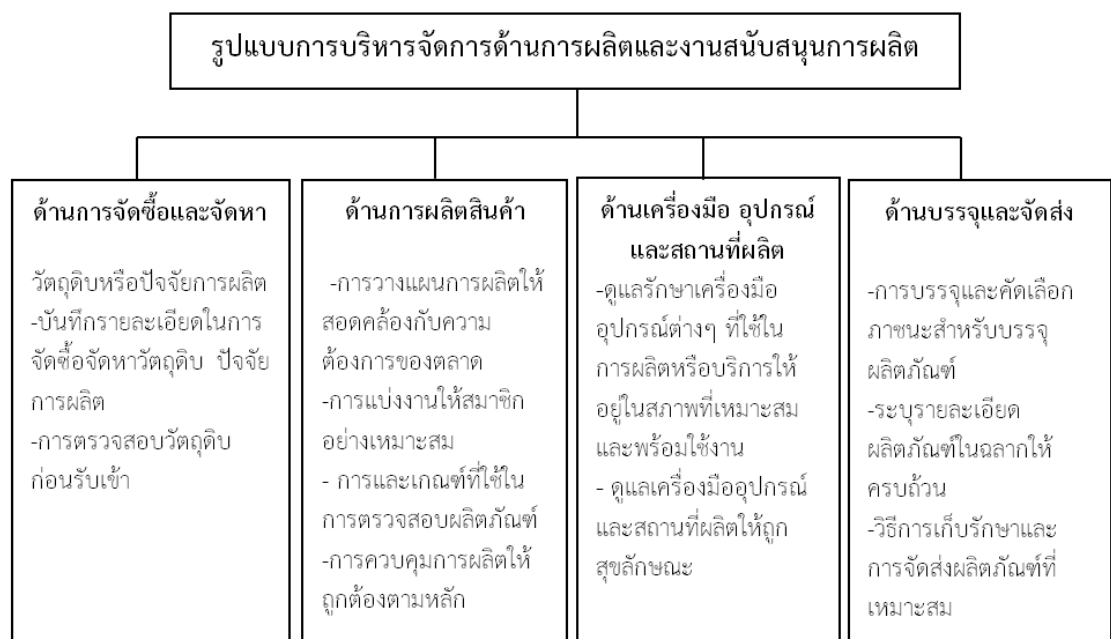 รูปแบบการบริหารจัดการด้านการผลิตและงานสนับสนุนการผลิต
ด้านการจัดซื้อและจัดหา
วัตถุดิบหรือปัจจัยการผลิต
-บันทึกรายละเอียดในการ
จัดซื้อจัดหาวัตถุดิบ ปัจจัย
การผลิต
-การตรวจสอบวัตถุดิบ
ก่อนรับเข้า
ด้านการผลิตสินค้า
-การวางแผนการผลิตให้
สอดคล้องกับความ
ต้องการของตลาด
-การแบ่งงานให้สมาชิก
อย่างเหมาะสม
- การและเกณฑ์ที่ใช้ใน
การตรวจสอบผลิตภัณฑ์
-การควบคุมการผลิตให้
ถูกต้องตามหลัก
ด้านเครื่องมือ อุปกรณ์
และสถานที่ผลิต
-ดูแลรักษาเครื่องมือ
อุปกรณ์ต่างๆ ที่ใช้ใน
การผลิตหรือบริการให้
อยู่ในสภาพที่เหมาะสม
และพร้อมใช้งาน
- ดูแลเครื่องมืออุปกรณ์
และสถานที่ผลิตให้ถูก
สุขลักษณะ
ด้านบรรจุและจัดส่ง
-การบรรจุและคัดเลือก
ภาชนะสำหรับบรรจุ
ผลิตภัณฑ์
-ระบุรายละเอียด
ผลิตภัณฑ์ในฉลากให้
ครบถ้วน
-วิธีการเก็บรักษาและ
การจัดส่งผลิตภัณฑ์ที่
เหมาะสม